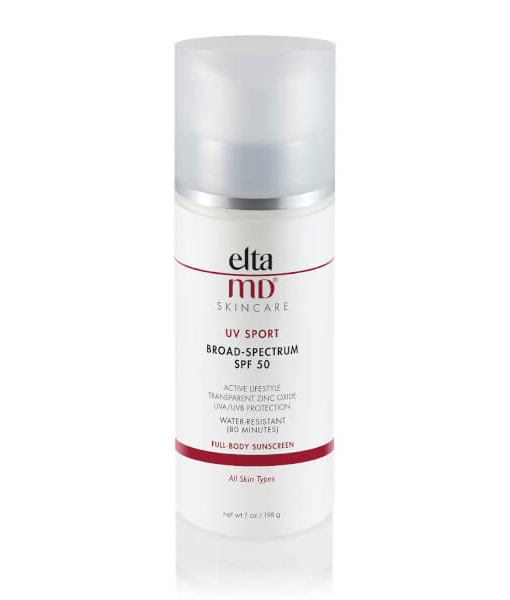 elta
MD®
SKINCARE
UV SPORT
BROAD-SPECTRUM
SPF 50
ACTIVE LIFESTYLE
TRANSPARENT ZINC OXIDE
UVA/UVB PROTECTION
WATER-RESISTANT
(80 MINUTES)
FULL-BODY SUNSCREEN
All Skin Types
net wt 7 oz / 198 g